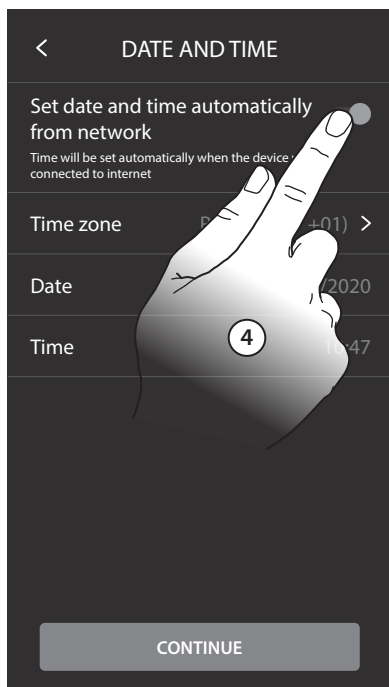 DATE AND TIME
Set date and time automatically
from network
Time will be set automatically when the device
connected to internet
Time zone +01)
Date /2020
Time :47
4
CONTINUE